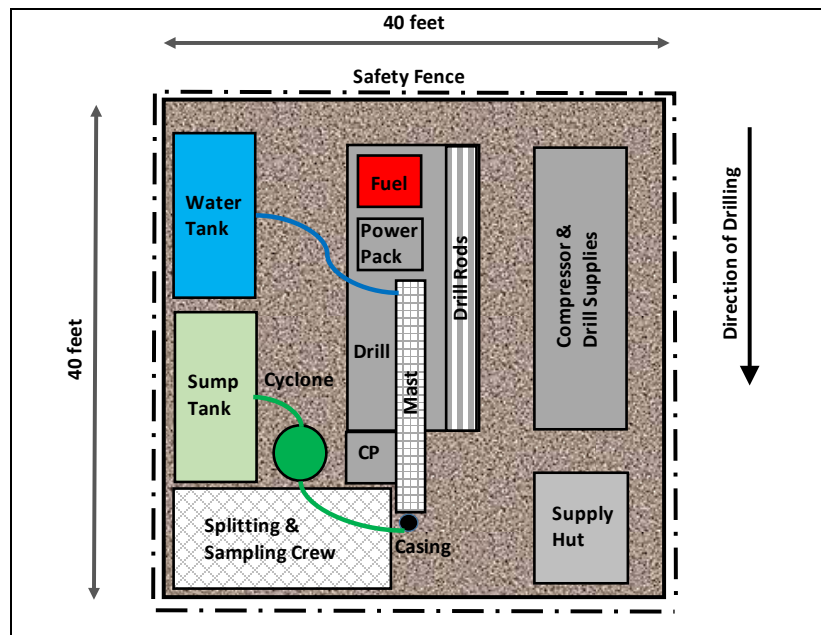 40 feet
Safety Fence
40 feet
Direction of Drilling
Water
Tank
Fuel
Power
Pack
Drill Rods
Compressor &
Drill Supplies
Drill
Mast
Sump
Tank
Cyclone
CP
Splitting &
Sampling Crew
Casing
Supply
Hut